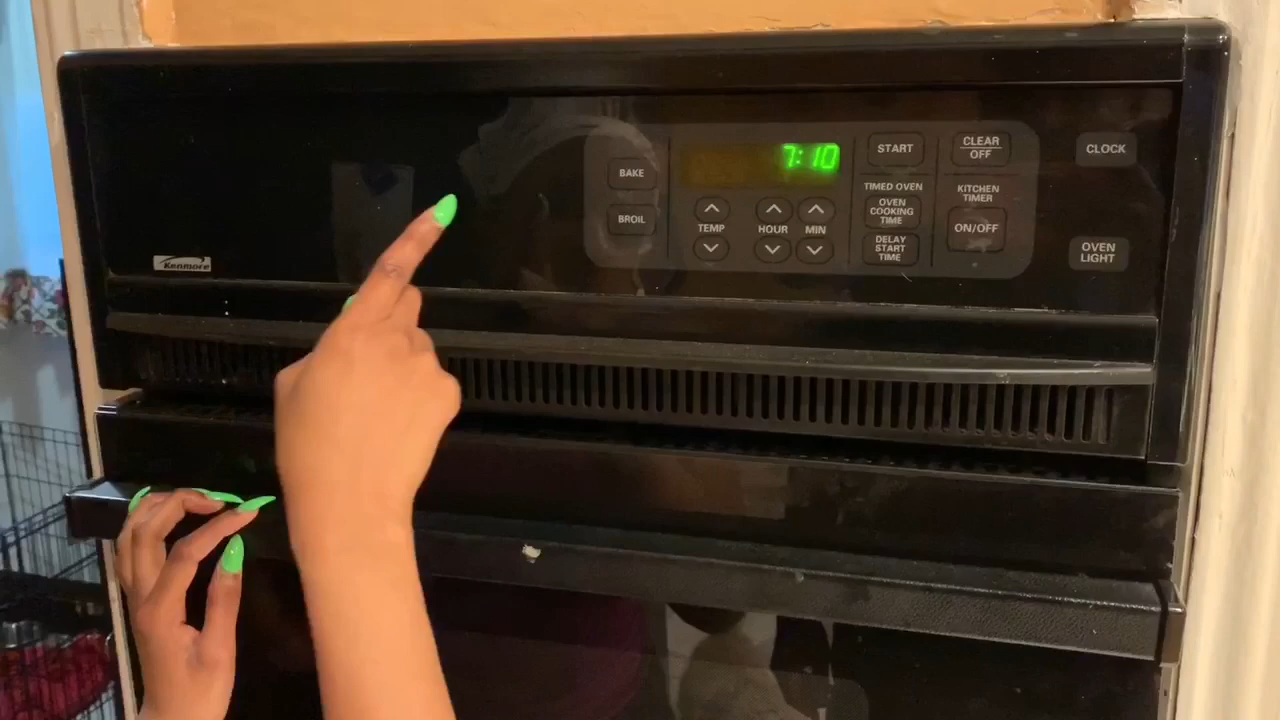 Kenmore
BAKE
BROIL
7:10
TEMP
HOUR
MIN
START
TIMED OVEN
OVEN
COOKING
TIME
DELAY
START
TIME
CLEAR
OFF
KITCHEN
TIMER
ON/OFF
CLOCK
OVEN
LIGHT